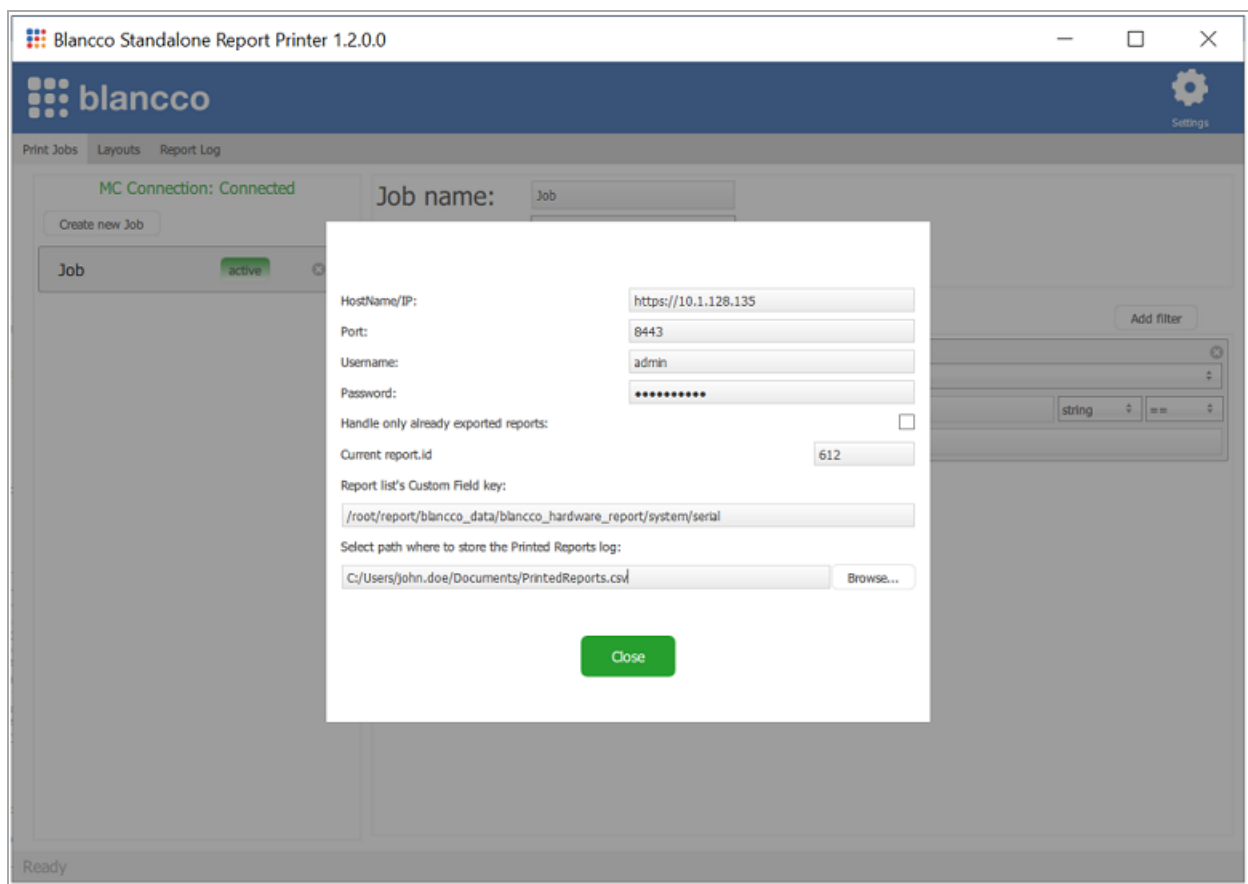 Blancco Standalone Report Printer 1.2.0.0
blancco
Settings
Print Jobs Layouts Report Log
MC Connection: Connected
Create new Job
Job active
Job name: Job
Add filter
string ==
HostName/IP: https://10.1.128.135
Port: 8443
Username: admin
Password: ••••••••••
Handle only already exported reports:
Current report.id 612
Report list's Custom Field key:
/root/report/blancco_data/blancco_hardware_report/system/serial
Select path where to store the Printed Reports log:
C:/Users/john.doe/Documents/PrintedReports.csv Browse...
Close
Ready